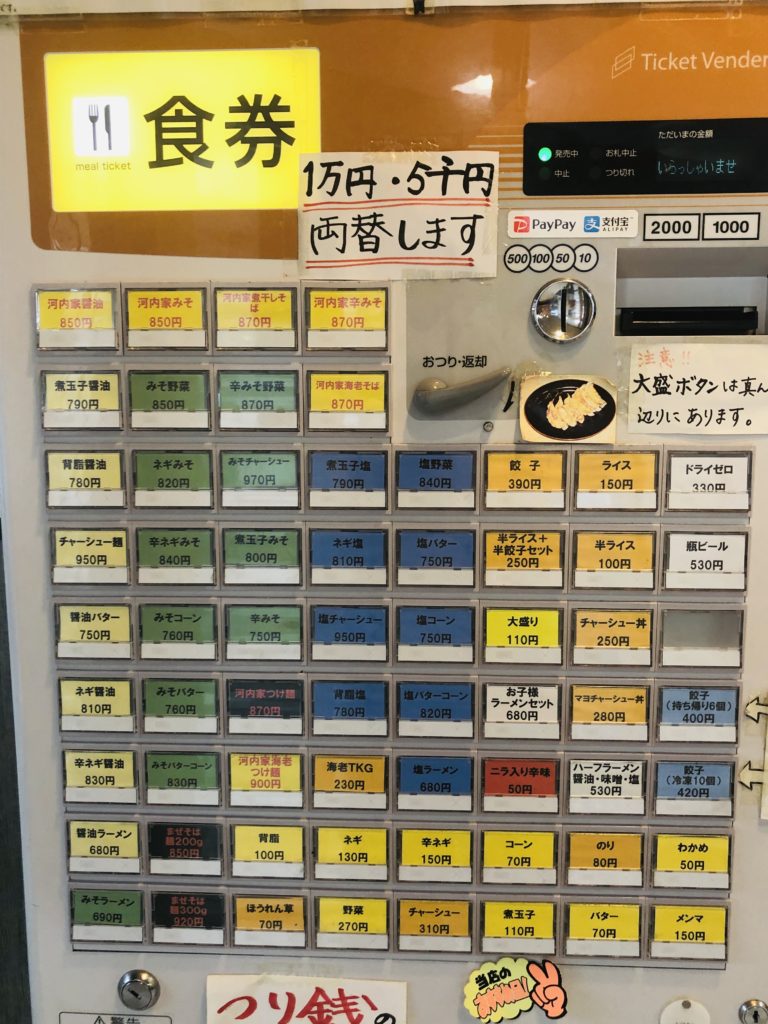 食券
meal ticket
Ticket Vender
1万円・5千円
両替します
発売中
お札中止
中止
つり切れ
ただいまの金額
いらっしゃいませ
PayPay
支付宝
ALIPAY
2000
1000
500
100
50
10
おつり・返却
注意!!
大盛ボタンは真ん
辺りにあります。
河内家醤油
850円
河内家みそ
850円
河内家煮干しそ
ば
870円
河内家辛みそ
870円
煮玉子醤油
790円
みそ野菜
850円
辛みそ野菜
870円
河内家海老そば
870円
背脂醤油
780円
ネギみそ
820円
みそチャーシュー
970円
煮玉子塩
790円
塩野菜
840円
餃子
390円
ライス
150円
ドライゼロ
330円
チャーシュー麺
950円
辛ネギみそ
840円
煮玉子みそ
800円
ネギ塩
810円
塩バター
750円
半ライス+
半餃子セット
250円
半ライス
100円
瓶ビール
530円
醤油バター
750円
みそコーン
760円
辛みそ
750円
塩チャーシュー
950円
塩コーン
750円
大盛り
110円
チャーシュー丼
250円
ネギ醤油
810円
みそバター
760円
河内家つけ麺
870円
背脂塩
780円
塩バターコーン
820円
お子様
ラーメンセット
680円
マヨチャーシュー丼
280円
餃子
(持ち帰り6個)
400円
辛ネギ醤油
830円
みそバターコーン
830円
河内家海老
つけ麺
900円
海老TKG
230円
塩ラーメン
680円
ニラ入り辛味
50円
ハーフラーメン
醤油・味噌・塩
530円
餃子
(冷凍10個)
420円
醤油ラーメン
680円
まぜそば
麺200g
850円
背脂
100円
ネギ
130円
辛ネギ
150円
コーン
70円
のり
80円
わかめ
50円
みそラーメン
690円
まぜそば
麺300g
920円
ほうれん草
70円
野菜
270円
チャーシュー
310円
煮玉子
110円
バター
70円
メンマ
150円
当店の
つり銭の
警告